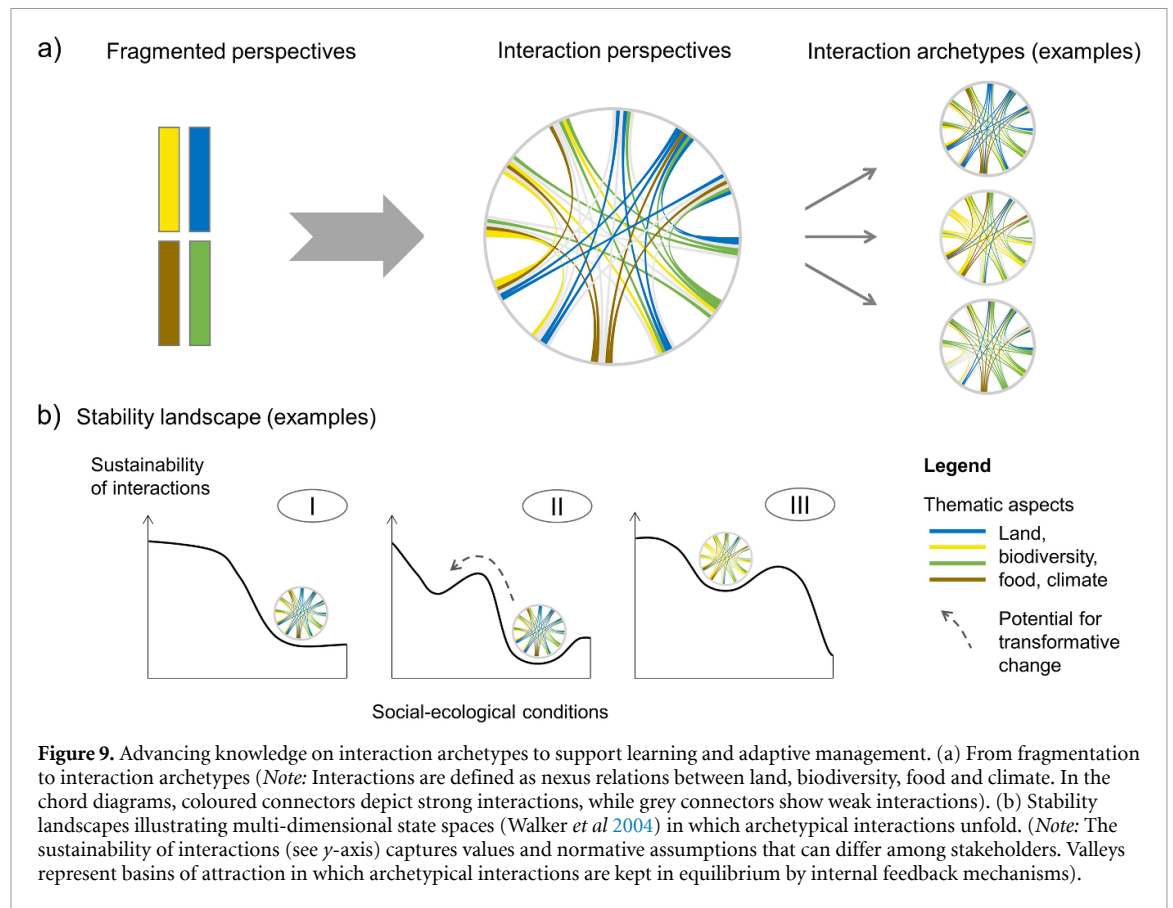 a)
Fragmented perspectives
Interaction perspectives
Interaction archetypes (examples)
b) Stability landscape (examples)
Sustainability
of interactions
I
II
III
Social-ecological conditions
Legend
Thematic aspects
Land,
biodiversity,
food, climate
Potential for
transformative
change
Figure 9. Advancing knowledge on interaction archetypes to support learning and adaptive management. (a) From fragmentation
to interaction archetypes (Note: Interactions are defined as nexus relations between land, biodiversity, food and climate. In the
chord diagrams, coloured connectors depict strong interactions, while grey connectors show weak interactions). (b) Stability
landscapes illustrating multi-dimensional state spaces (Walker et al 2004) in which archetypical interactions unfold. (Note: The
sustainability of interactions (see y-axis) captures values and normative assumptions that can differ among stakeholders. Valleys
represent basins of attraction in which archetypical interactions are kept in equilibrium by internal feedback mechanisms).